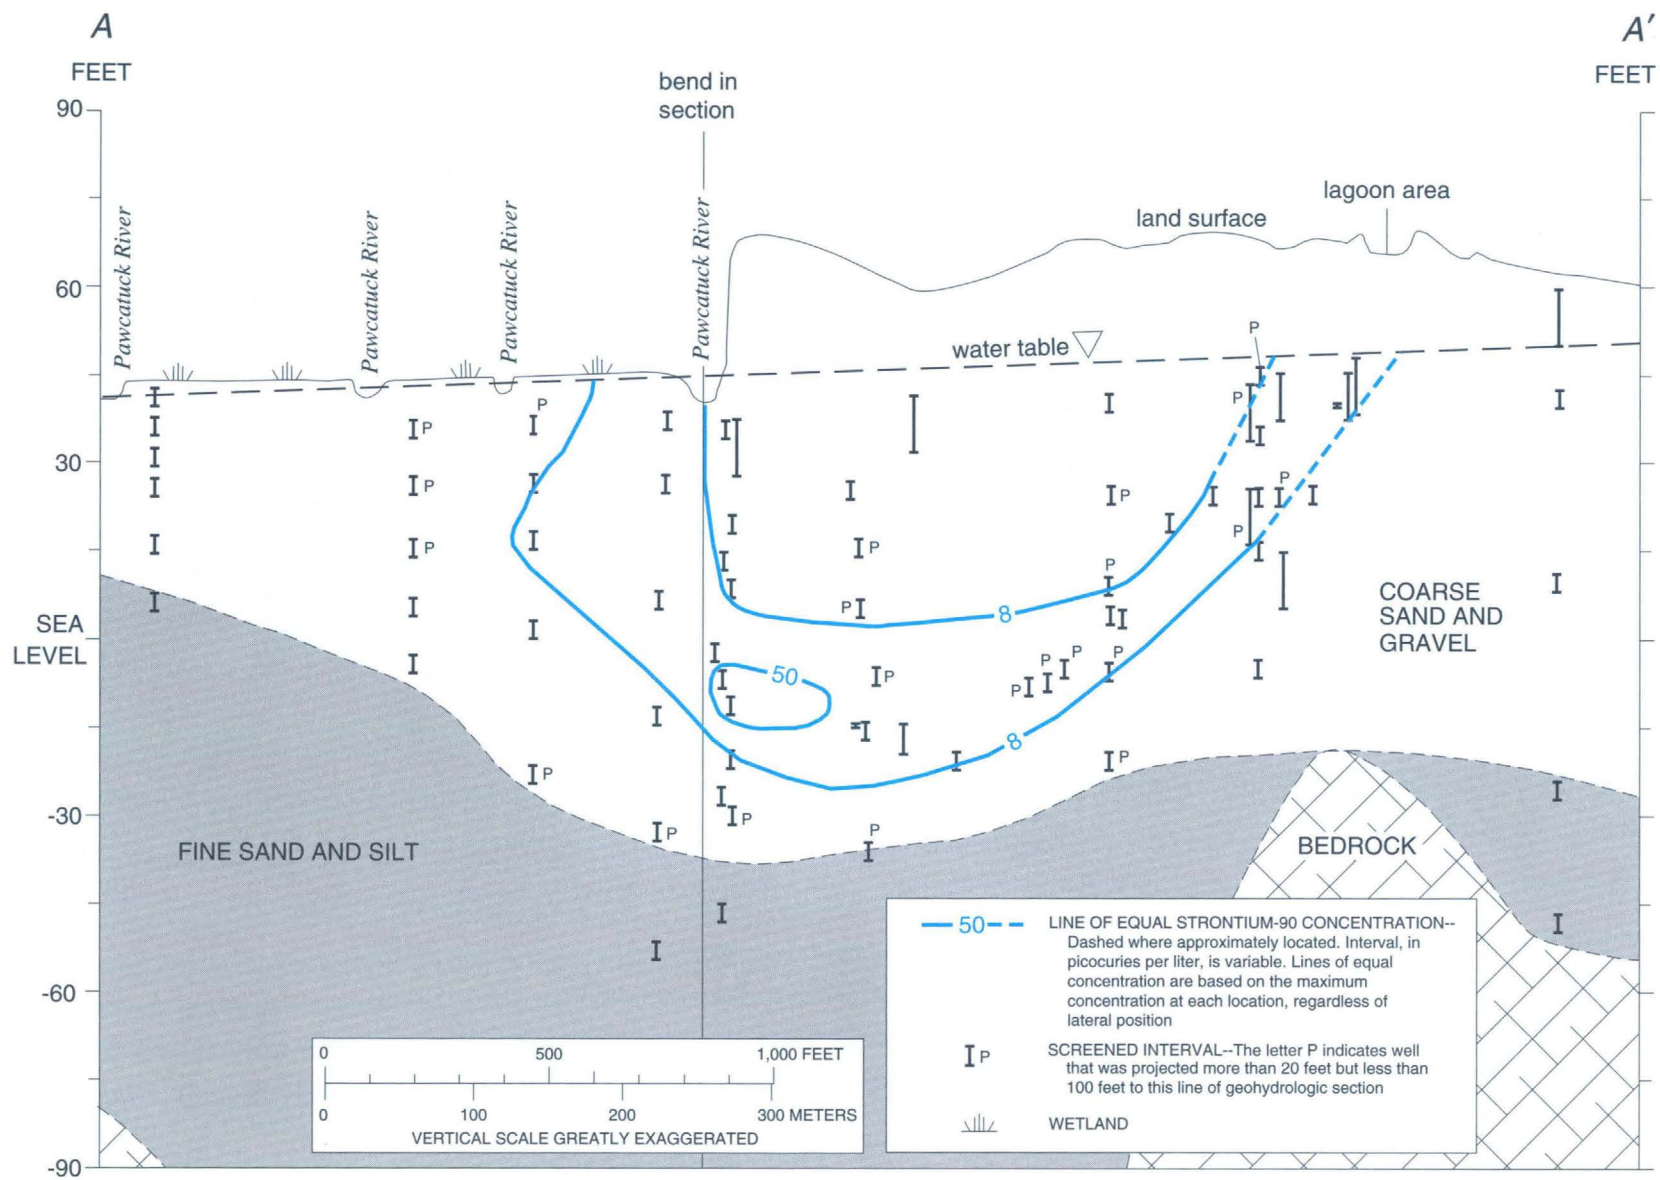 A
A′
FEET
FEET
bend in
section
90
lagoon area
land surface
Pawcatuck River
Pawcatuck River
Pawcatuck River
Pawcatuck River
60
water table
P
P
P
P
30
P
P
P
P
P
P
P
P
P
8
COARSE
SAND AND
GRAVEL
SEA
LEVEL
P
P
P
P
50
P
8
P
P
-30
P
P
P
FINE SAND AND SILT
BEDROCK
50
LINE OF EQUAL STRONTIUM-90 CONCENTRATION--
Dashed where approximately located. Interval, in
picocuries per liter, is variable. Lines of equal
concentration are based on the maximum
concentration at each location, regardless of
lateral position
-60
P
SCREENED INTERVAL--The letter P indicates well
that was projected more than 20 feet but less than
100 feet to this line of geohydrologic section
WETLAND
0 500 1,000 FEET
0 100 200 300 METERS
VERTICAL SCALE GREATLY EXAGGERATED
-90